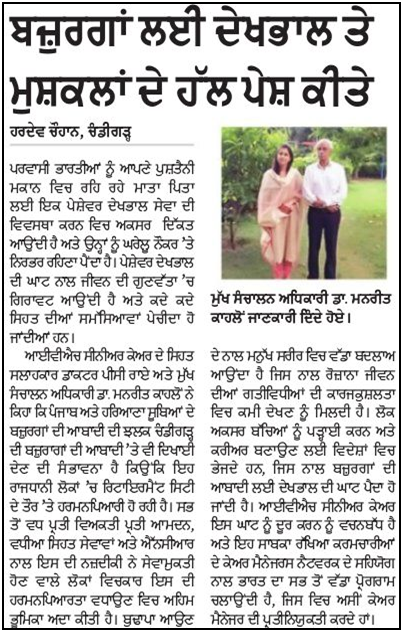 ਬਜ਼ੁਰਗਾਂ ਲਈ ਦੇਖਭਾਲ ਤੇ
ਮੁਸ਼ਕਲਾਂ ਦੇ ਹੱਲ ਪੇਸ਼ ਕੀਤੇ
ਹਰਦੇਵ ਚੌਹਾਨ, ਚੰਡੀਗੜ੍ਹ
ਪਰਵਾਸੀ ਭਾਰਤੀਆਂ ਨੂੰ ਆਪਣੇ ਪੁਸ਼ਤੈਨੀ
ਮਕਾਨ ਵਿਚ ਰਹਿ ਰਹੇ ਮਾਤਾ ਪਿਤਾ
ਲਈ ਇਕ ਪੇਸ਼ੇਵਰ ਦੇਖਭਾਲ ਸੇਵਾ ਦੀ
ਵਿਵਸਥਾ ਕਰਨ ਵਿਚ ਅਕਸਰ ਦਿੱਕਤ
ਆਉਂਦੀ ਹੈ ਅਤੇ ਉਨ੍ਹਾਂ ਨੂੰ ਘਰੇਲੂ ਨੌਕਰ 'ਤੇ
ਨਿਰਭਰ ਰਹਿਣਾ ਪੈਂਦਾ ਹੈ। ਪੇਸ਼ੇਵਰ ਦੇਖਭਾਲ
ਦੀ ਘਾਟ ਨਾਲ ਜੀਵਨ ਦੀ ਗੁਣਵੱਤਾ 'ਚ
ਗਿਰਾਵਟ ਆਉਂਦੀ ਹੈ ਅਤੇ ਕਦੇ ਕਦੇ
ਸਿਹਤ ਦੀਆਂ ਸਮੱਸਿਆਵਾਂ ਪੇਚੀਦਾ ਹੋ
ਜਾਂਦੀਆਂ ਹਨ।
ਆਈਵੀਐਚ ਸੀਨੀਅਰ ਕੇਅਰ ਦੇ ਸਿਹਤ
ਸਲਾਹਕਾਰ ਡਾਕਟਰ ਪੀਸੀ ਰਾਏ ਅਤੇ ਮੁੱਖ
ਸੰਚਾਲਨ ਅਧਿਕਾਰੀ ਡਾ. ਮਨਰੀਤ ਕਾਹਲੋਂ ਨੇ
ਕਿਹਾ ਕਿ ਪੰਜਾਬ ਅਤੇ ਹਰਿਆਣਾ ਸੂਬਿਆਂ ਦੇ
ਬਜ਼ੁਰਗਾਂ ਦੀ ਆਬਾਦੀ ਦੀ ਝਲਕ ਚੰਡੀਗੜ੍ਹ
ਦੀ ਬਜ਼ੁਰਾਗਾਂ ਦੀ ਆਬਾਦੀ 'ਤੇ ਵੀ ਦਿਖਾਈ
ਦੇਣ ਦੀ ਸੰਭਾਵਨਾ ਹੈ ਕਿਉਂਕਿ ਇਹ
ਰਾਜਧਾਨੀ ਲੋਕਾਂ 'ਚ ਰਿਟਾਇਰਮੈਂਟ ਸਿਟੀ
ਦੇ ਤੌਰ 'ਤੇ ਹਰਮਨਪਿਆਰੀ ਹੋ ਰਹੀ ਹੈ। ਸਭ
ਤੋਂ ਵਧ ਪ੍ਰਤੀ ਵਿਅਕਤੀ ਪ੍ਰਤੀ ਆਮਦਨ,
ਵਧੀਆ ਸਿਹਤ ਸੇਵਾਵਾਂ ਅਤੇ ਐੱਨਸੀਆਰ
ਨਾਲ ਇਸ ਦੀ ਨਜ਼ਦੀਕੀ ਨੇ ਸੇਵਾਮੁਕਤੀ
ਹੋਣ ਵਾਲੇ ਲੋਕਾਂ ਵਿਚਕਾਰ ਇਸ ਦੀ
ਹਰਮਨਪਿਆਰਤਾ ਵਧਾਉਣ ਵਿਚ ਅਹਿਮ
ਭੂਮਿਕਾ ਅਦਾ ਕੀਤੀ ਹੈ। ਬੁਢਾਪਾ ਆਉਣ
ਮੁੱਖ ਸੰਚਾਲਨ ਅਧਿਕਾਰੀ ਡਾ. ਮਨਰੀਤ
ਕਾਹਲੋਂ ਜਾਣਕਾਰੀ ਦਿੰਦੇ ਹੋਏ।
ਦੇ ਨਾਲ ਮਨੁੱਖ ਸਰੀਰ ਵਿਚ ਵੱਡਾ ਬਦਲਾਅ
ਆਉਂਦਾ ਹੈ ਜਿਸ ਨਾਲ ਰੋਜ਼ਾਨਾ ਜੀਵਨ
ਦੀਆਂ ਗਤੀਵਿਧੀਆਂ ਦੀ ਕਾਰਜਕੁਸ਼ਲਤਾ
ਵਿਚ ਕਮੀ ਦੇਖਣ ਨੂੰ ਮਿਲਦੀ ਹੈ। ਲੋਕ
ਅਕਸਰ ਬੱਚਿਆਂ ਨੂੰ ਪੜ੍ਹਾਈ ਕਰਨ ਅਤੇ
ਕਰੀਅਰ ਬਣਾਉਣ ਲਈ ਵਿਦੇਸ਼ਾਂ ਵਿਚ
ਭੇਜਦੇ ਹਨ, ਜਿਸ ਨਾਲ ਬਜ਼ੁਰਗਾਂ ਦੀ
ਆਬਾਦੀ ਲਈ ਦੇਖਭਾਲ ਦੀ ਘਾਟ ਪੈਦਾ ਹੋ
ਜਾਂਦੀ ਹੈ। ਆਈਵੀਐਚ ਸੀਨੀਅਰ ਕੇਅਰ
ਇਸ ਘਾਟ ਨੂੰ ਦੂਰ ਕਰਨ ਨੂੰ ਵਚਨਬੱਧ ਹੈ
ਅਤੇ ਇਹ ਸਾਬਕਾ ਰੱਖਿਆ ਕਰਮਚਾਰੀਆਂ
ਦੇ ਕੇਅਰ ਮੈਨੇਜਰਸ ਨੈੱਟਵਰਕ ਦੇ ਸਹਿਯੋਗ
ਨਾਲ ਭਾਰਤ ਦਾ ਸਭ ਤੋਂ ਵੱਡਾ ਪ੍ਰੋਗਰਾਮ
ਚਲਾਉਂਦੀ ਹੈ, ਜਿਸ ਵਿਚ ਅਸੀਂ ਕੇਅਰ
ਮੈਨੇਜਰ ਦੀ ਪ੍ਰਤੀਨਿਯੁਕਤੀ ਕਰਦੇ ਹਾਂ।